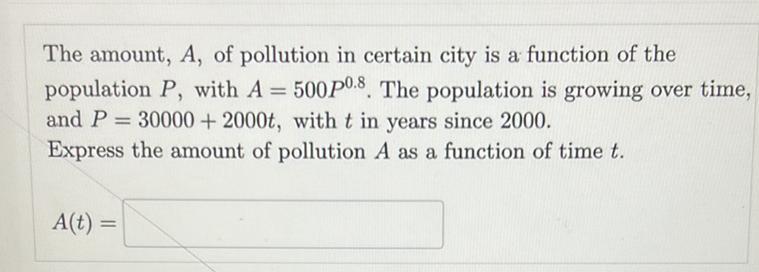 The amount, A, of pollution in certain city is a function of the
population P, with A = 500P^0.8. The population is growing over time,
and P = 30000 + 2000t, with t in years since 2000.
Express the amount of pollution A as a function of time t.
A(t) =